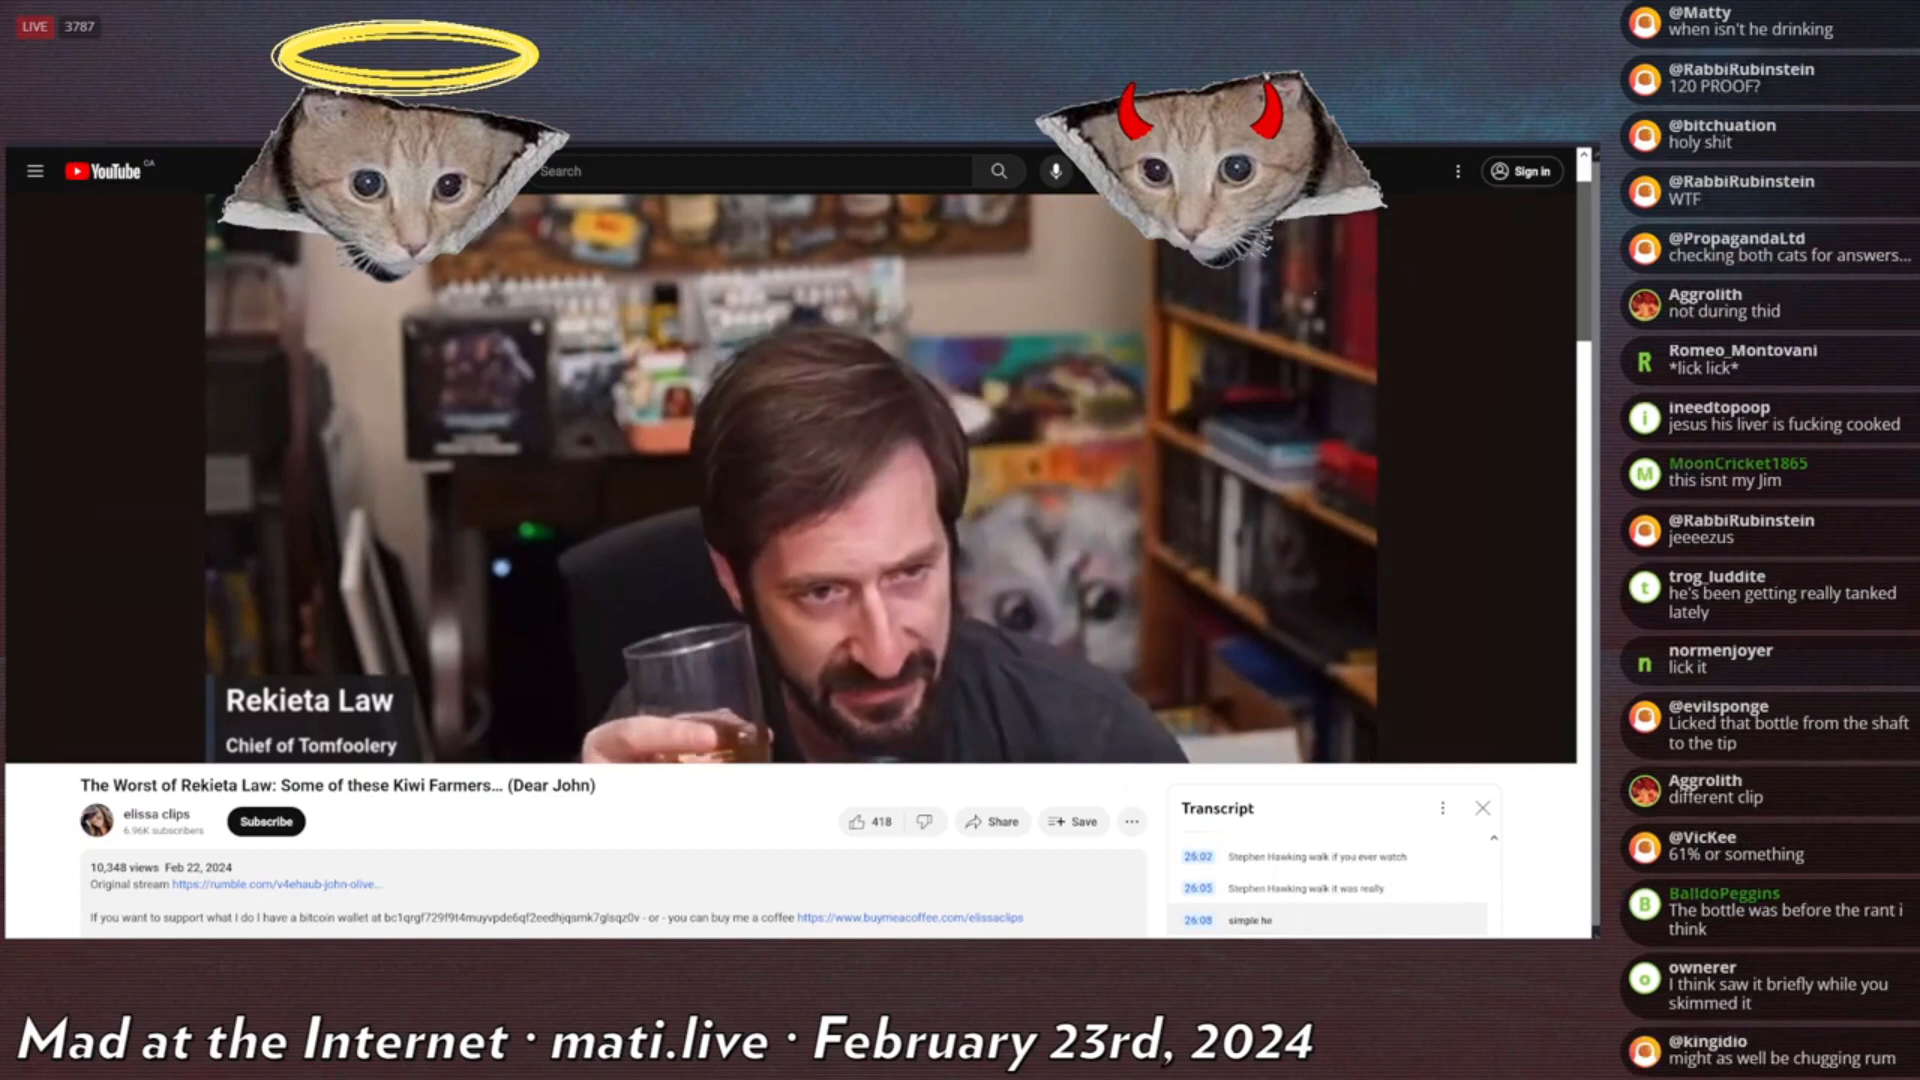 LIVE 3787
YouTube CA
Search
Sign in
Rekieta Law
Chief of Tomfoolery
The Worst of Rekieta Law: Some of these Kiwi Farmers... (Dear John)
elissa clips
6.96K subscribers
Subscribe
418
Share
Save
10,348 views Feb 22, 2024
Original stream https://rumble.com/v4ehaub-john-olive...
If you want to support what I do I have a bitcoin wallet at bc1qrgf729f9t4muyvpde6qf2eedhjqsmk7glsqz0v - or - you can buy me a coffee https://www.buymeacoffee.com/elissaclips
Transcript
26:02 Stephen Hawking walk if you ever watch
26:05 Stephen Hawking walk it was really
26:08 simple he
Mad at the Internet · mati.live · February 23rd, 2024
@Matty
when isn't he drinking
@RabbiRubinstein
120 PROOF?
@bitchuation
holy shit
@RabbiRubinstein
WTF
@PropagandaLtd
checking both cats for answers...
Aggrolith
not during thid
Romeo_Montovani
*lick lick*
ineedtopoop
jesus his liver is fucking cooked
MoonCricket1865
this isnt my Jim
@RabbiRubinstein
jeeeezus
trog_luddite
he's been getting really tanked
lately
normenjoyer
lick it
@evilsponge
Licked that bottle from the shaft
to the tip
Aggrolith
different clip
@VicKee
61% or something
BalldoPeggins
The bottle was before the rant i
think
ownerer
I think saw it briefly while you
skimmed it
@kingidio
might as well be chugging rum